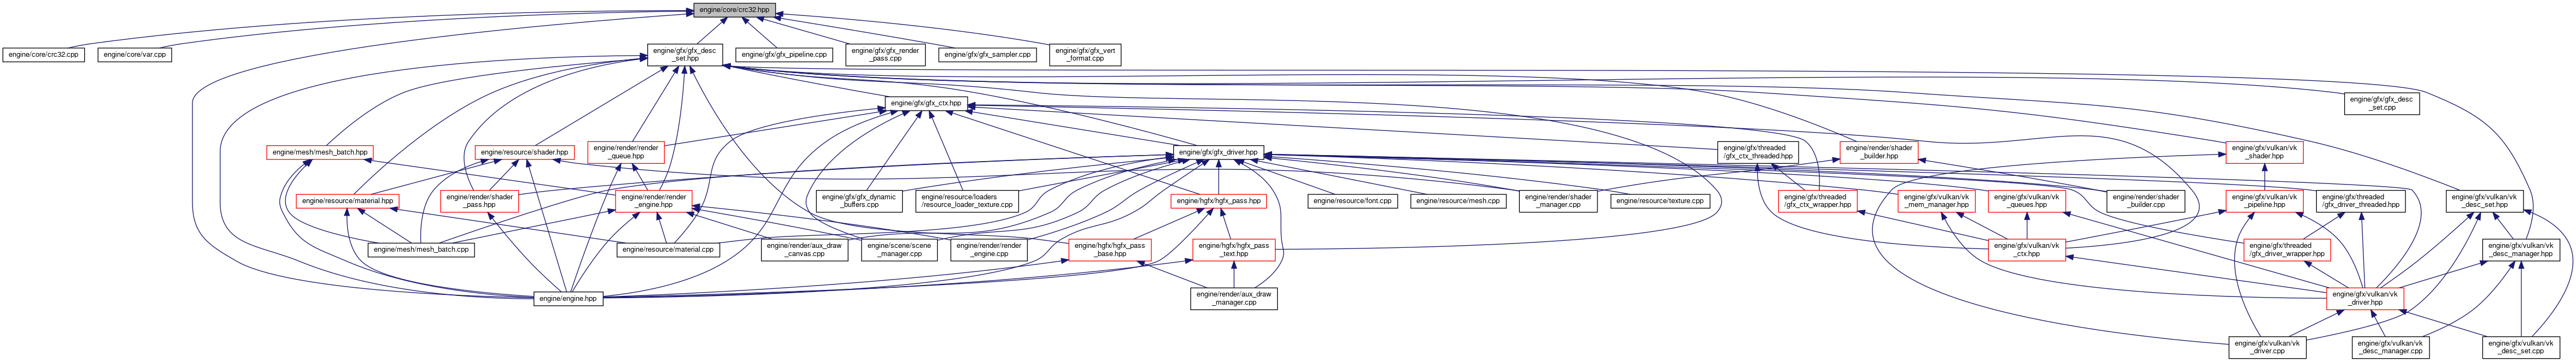 engine/core/crc32.hpp
engine/core/crc32.cpp
engine/core/var.cpp
engine/gfx/gfx_desc
_set.hpp
engine/gfx/gfx_pipeline.cpp
engine/gfx/gfx_render
_pass.cpp
engine/gfx/gfx_sampler.cpp
engine/gfx/gfx_vert
_format.cpp
engine/gfx/gfx_ctx.hpp
engine/gfx/gfx_desc
_set.cpp
engine/mesh/mesh_batch.hpp
engine/resource/shader.hpp
engine/render/render
_queue.hpp
engine/gfx/gfx_driver.hpp
engine/gfx/threaded
/gfx_ctx_threaded.hpp
engine/render/shader
_builder.hpp
engine/gfx/vulkan/vk
_shader.hpp
engine/resource/material.hpp
engine/render/shader
_pass.hpp
engine/render/render
_engine.hpp
engine/gfx/gfx_dynamic
_buffers.cpp
engine/resource/loaders
/resource_loader_texture.cpp
engine/hgfx/hgfx_pass.hpp
engine/resource/font.cpp
engine/resource/mesh.cpp
engine/render/shader
_manager.cpp
engine/resource/texture.cpp
engine/gfx/threaded
/gfx_ctx_wrapper.hpp
engine/gfx/vulkan/vk
_mem_manager.hpp
engine/gfx/vulkan/vk
_queues.hpp
engine/render/shader
_builder.cpp
engine/gfx/vulkan/vk
_pipeline.hpp
engine/gfx/threaded
/gfx_driver_threaded.hpp
engine/gfx/vulkan/vk
_desc_set.hpp
engine/mesh/mesh_batch.cpp
engine/resource/material.cpp
engine/render/aux_draw
_canvas.cpp
engine/scene/scene
_manager.cpp
engine/render/render
_engine.cpp
engine/hgfx/hgfx_pass
_base.hpp
engine/hgfx/hgfx_pass
_text.hpp
engine/gfx/vulkan/vk
_ctx.hpp
engine/gfx/threaded
/gfx_driver_wrapper.hpp
engine/gfx/vulkan/vk
_desc_manager.hpp
engine/engine.hpp
engine/render/aux_draw
_manager.cpp
engine/gfx/vulkan/vk
_driver.hpp
engine/gfx/vulkan/vk
_driver.cpp
engine/gfx/vulkan/vk
_desc_manager.cpp
engine/gfx/vulkan/vk
_desc_set.cpp